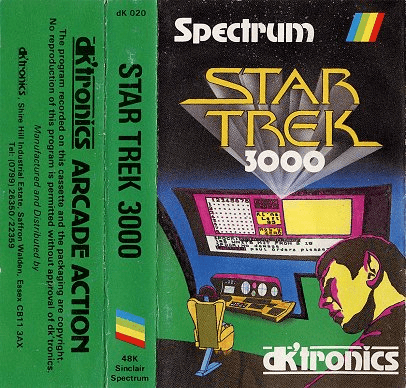 dk'tronics ARCADE ACTION
The program recorded on this cassette and the packaging are copyright.
No reproduction of this program is permitted without approval of dk'tronics.
Manufactured and Distributed by
dk'tronics, Shire Hill Industrial Estate, Saffron Walden, Essex CB11 3AX
Tel: (0799) 26350 22359
dK 020
STAR TREK 3000
48K
Sinclair
Spectrum
Spectrum
STAR
TREK
3000
dk'tronics